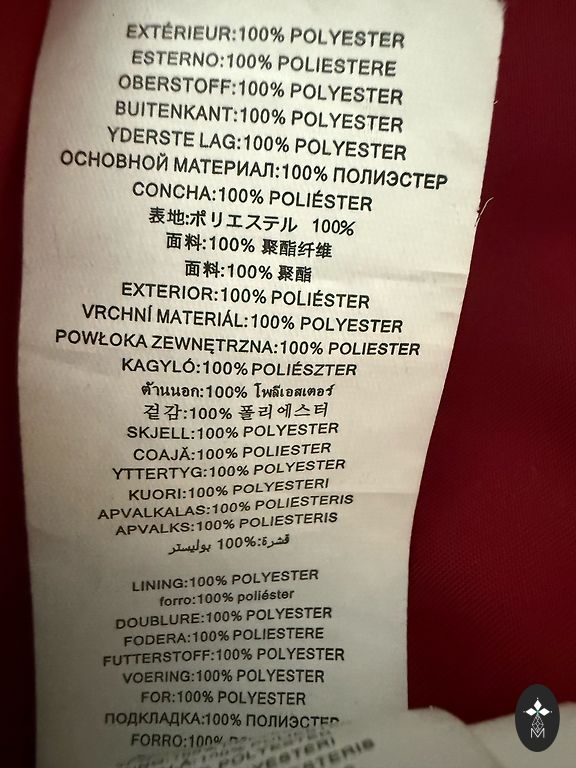 EXTÉRIEUR:100% POLYESTER
ESTERNO:100% POLIESTERE
OBERSTOFF:100% POLYESTER
BUITENKANT:100% POLYESTER
YDERSTE LAG:100% POLYESTER
ОСНОВНОЙ МАТЕРИАЛ:100% ПОЛИЭСТЕР
CONCHA:100% POLIÉSTER
表地:ポリエステル 100%
面料:100% 聚酯纤维
面料:100% 聚酯
EXTERIOR:100% POLIÉSTER
VRCHNÍ MATERIÁL:100% POLYESTER
POWŁOKA ZEWNĘTRZNA:100% POLIESTER
KAGYLÓ:100% POLIÉSZTER
ด้านนอก:100% โพลีเอสเตอร์
겉감:100% 폴리에스터
SKJELL:100% POLYESTER
COAJĂ:100% POLIESTER
YTTERTYG:100% POLYESTER
KUORI:100% POLYESTERI
APVALKALAS:100% POLIESTERIS
APVALKS:100% POLIESTERIS
قشرة:100% بوليستر
LINING:100% POLYESTER
forro:100% poliéster
DOUBLURE:100% POLYESTER
FODERA:100% POLIESTERE
FUTTERSTOFF:100% POLYESTER
VOERING:100% POLYESTER
FOR:100% POLYESTER
ПОДКЛАДКА:100% ПОЛИЭСТЕР
FORRO:100%